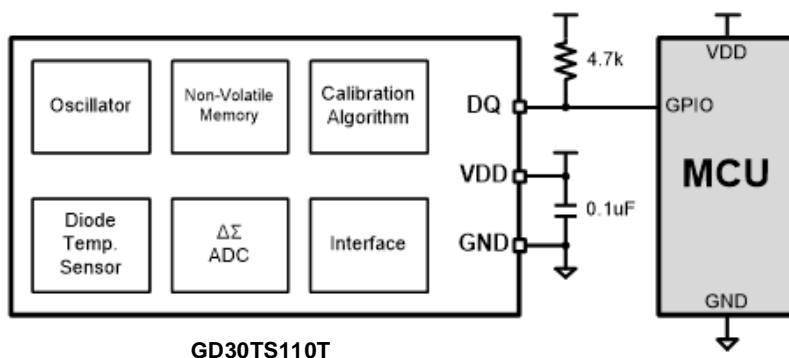 Oscillator
Non-Volatile
Memory
Calibration
Algorithm
Diode
Temp.
Sensor
ΔΣ
ADC
Interface
DQ
VDD
GND
4.7k
0.1uF
VDD
GPIO
MCU
GND
GD30TS110T